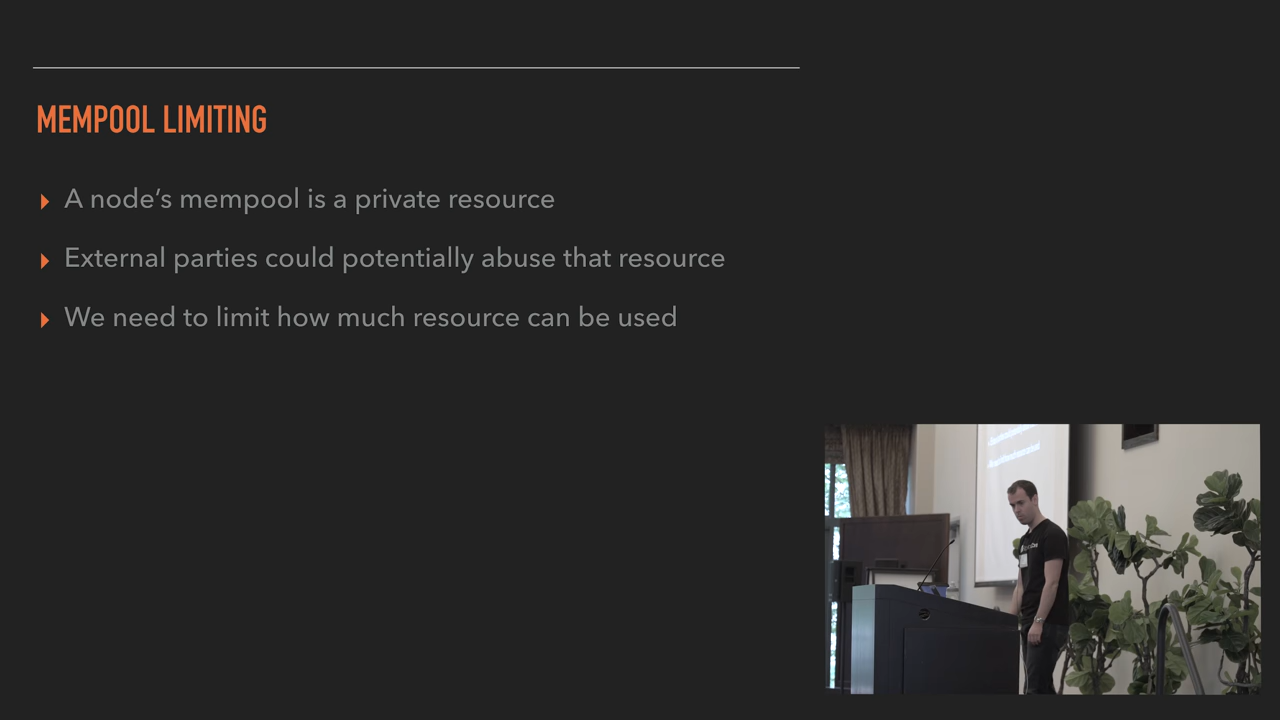 MEMPOOL LIMITING
A node’s mempool is a private resource
External parties could potentially abuse that resource
We need to limit how much resource can be used